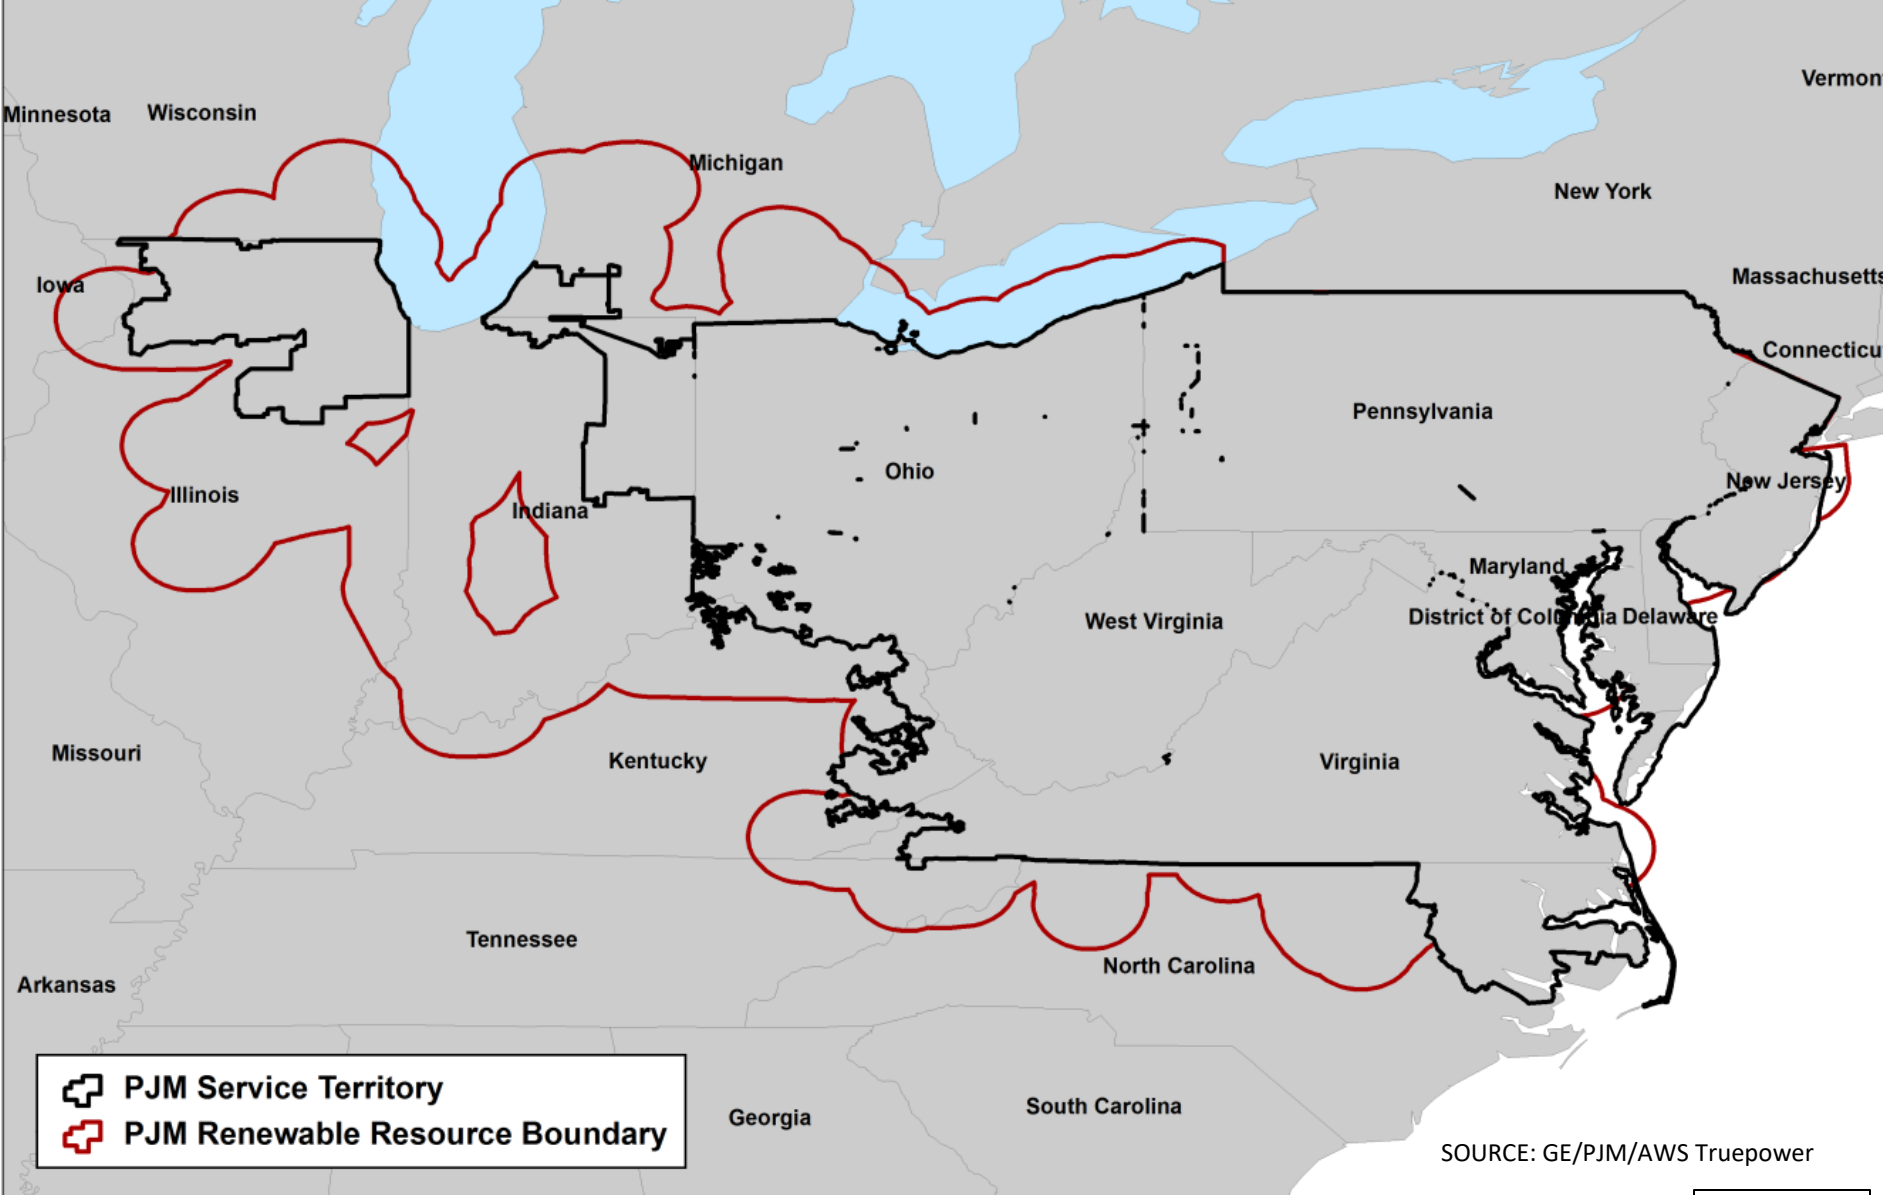 Vermon
Minnesota
Wisconsin
Michigan
New York
Massachusetts
Iowa
Connecticu
Pennsylvania
Ohio
New Jersey
Illinois
Indiana
Maryland
District of Columbia
Delaware
West Virginia
Missouri
Kentucky
Virginia
Tennessee
North Carolina
Arkansas
PJM Service Territory
PJM Renewable Resource Boundary
Georgia
South Carolina
SOURCE: GE/PJM/AWS Truepower